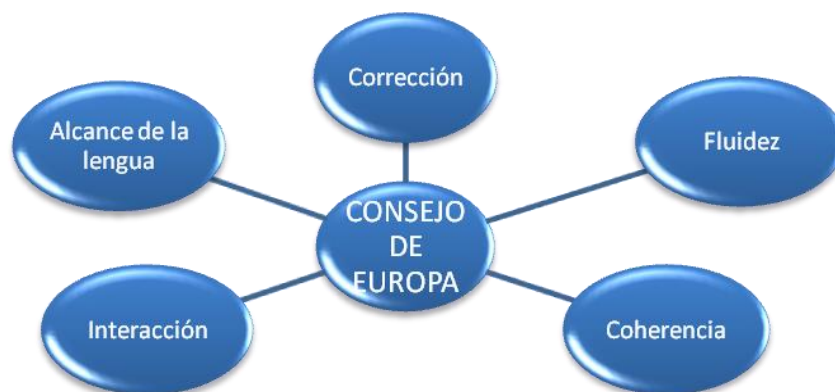 Corrección
Alcance de la
lengua
Fluidez
CONSEJO
DE
EUROPA
Interacción
Coherencia